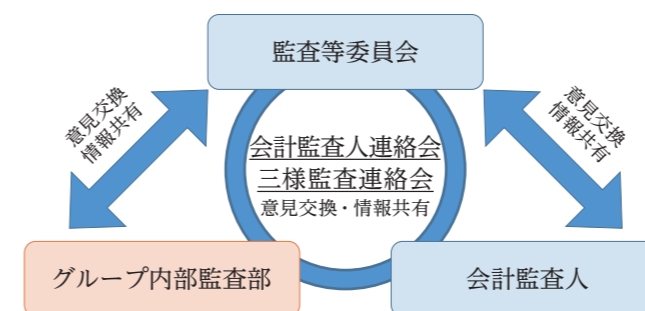 監査等委員会
意見交換
情報共有
会計監査人連絡会
三様監査連絡会
意見交換・情報共有
意見交換
情報共有
グループ内部監査部
会計監査人